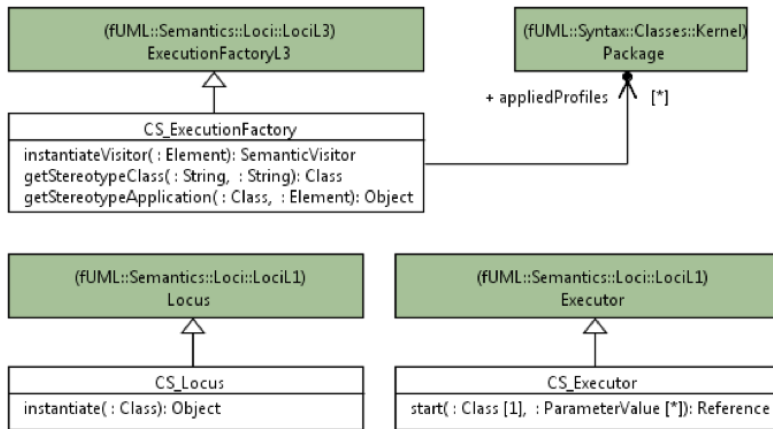 (fUML::Semantics::Loci::LociL3)
ExecutionFactoryL3
(fUML::Syntax::Classes::Kernel)
Package
+ appliedProfiles
[*]
CS_ExecutionFactory
instantiateVisitor( : Element): SemanticVisitor
getStereotypeClass( : String, : String): Class
getStereotypeApplication( : Class, : Element): Object
(fUML::Semantics::Loci::LociL1)
Locus
(fUML::Semantics::Loci::LociL1)
Executor
CS_Locus
instantiate( : Class): Object
CS_Executor
start( : Class [1], : ParameterValue [*]): Reference